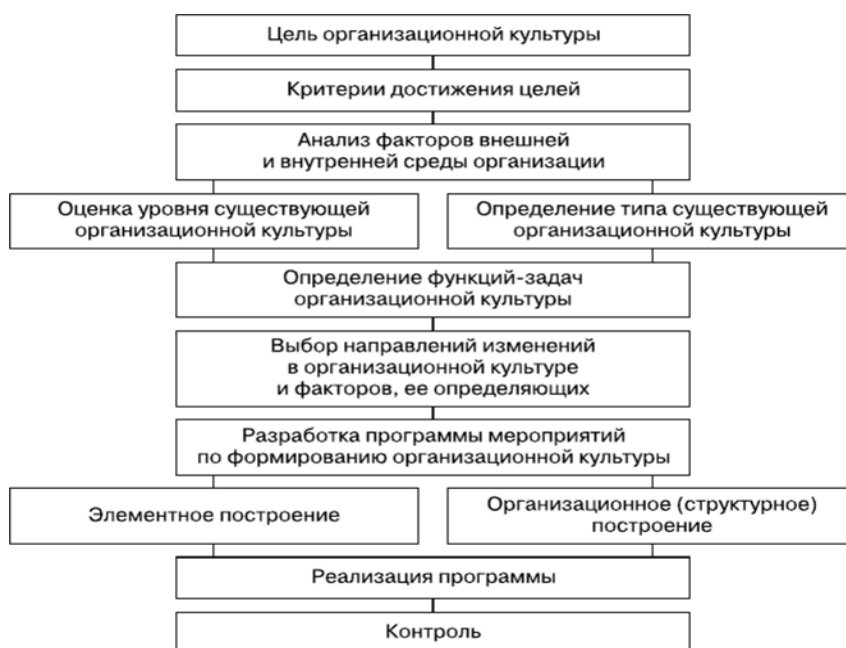 Цель организационной культуры
Критерии достижения целей
Анализ факторов внешней
и внутренней среды организации
Оценка уровня существующей
организационной культуры
Определение типа существующей
организационной культуры
Определение функций-задач
организационной культуры
Выбор направлений изменений
в организационной культуре
и факторов, ее определяющих
Разработка программы мероприятий
по формированию организационной культуры
Элементное построение
Организационное (структурное)
построение
Реализация программы
Контроль